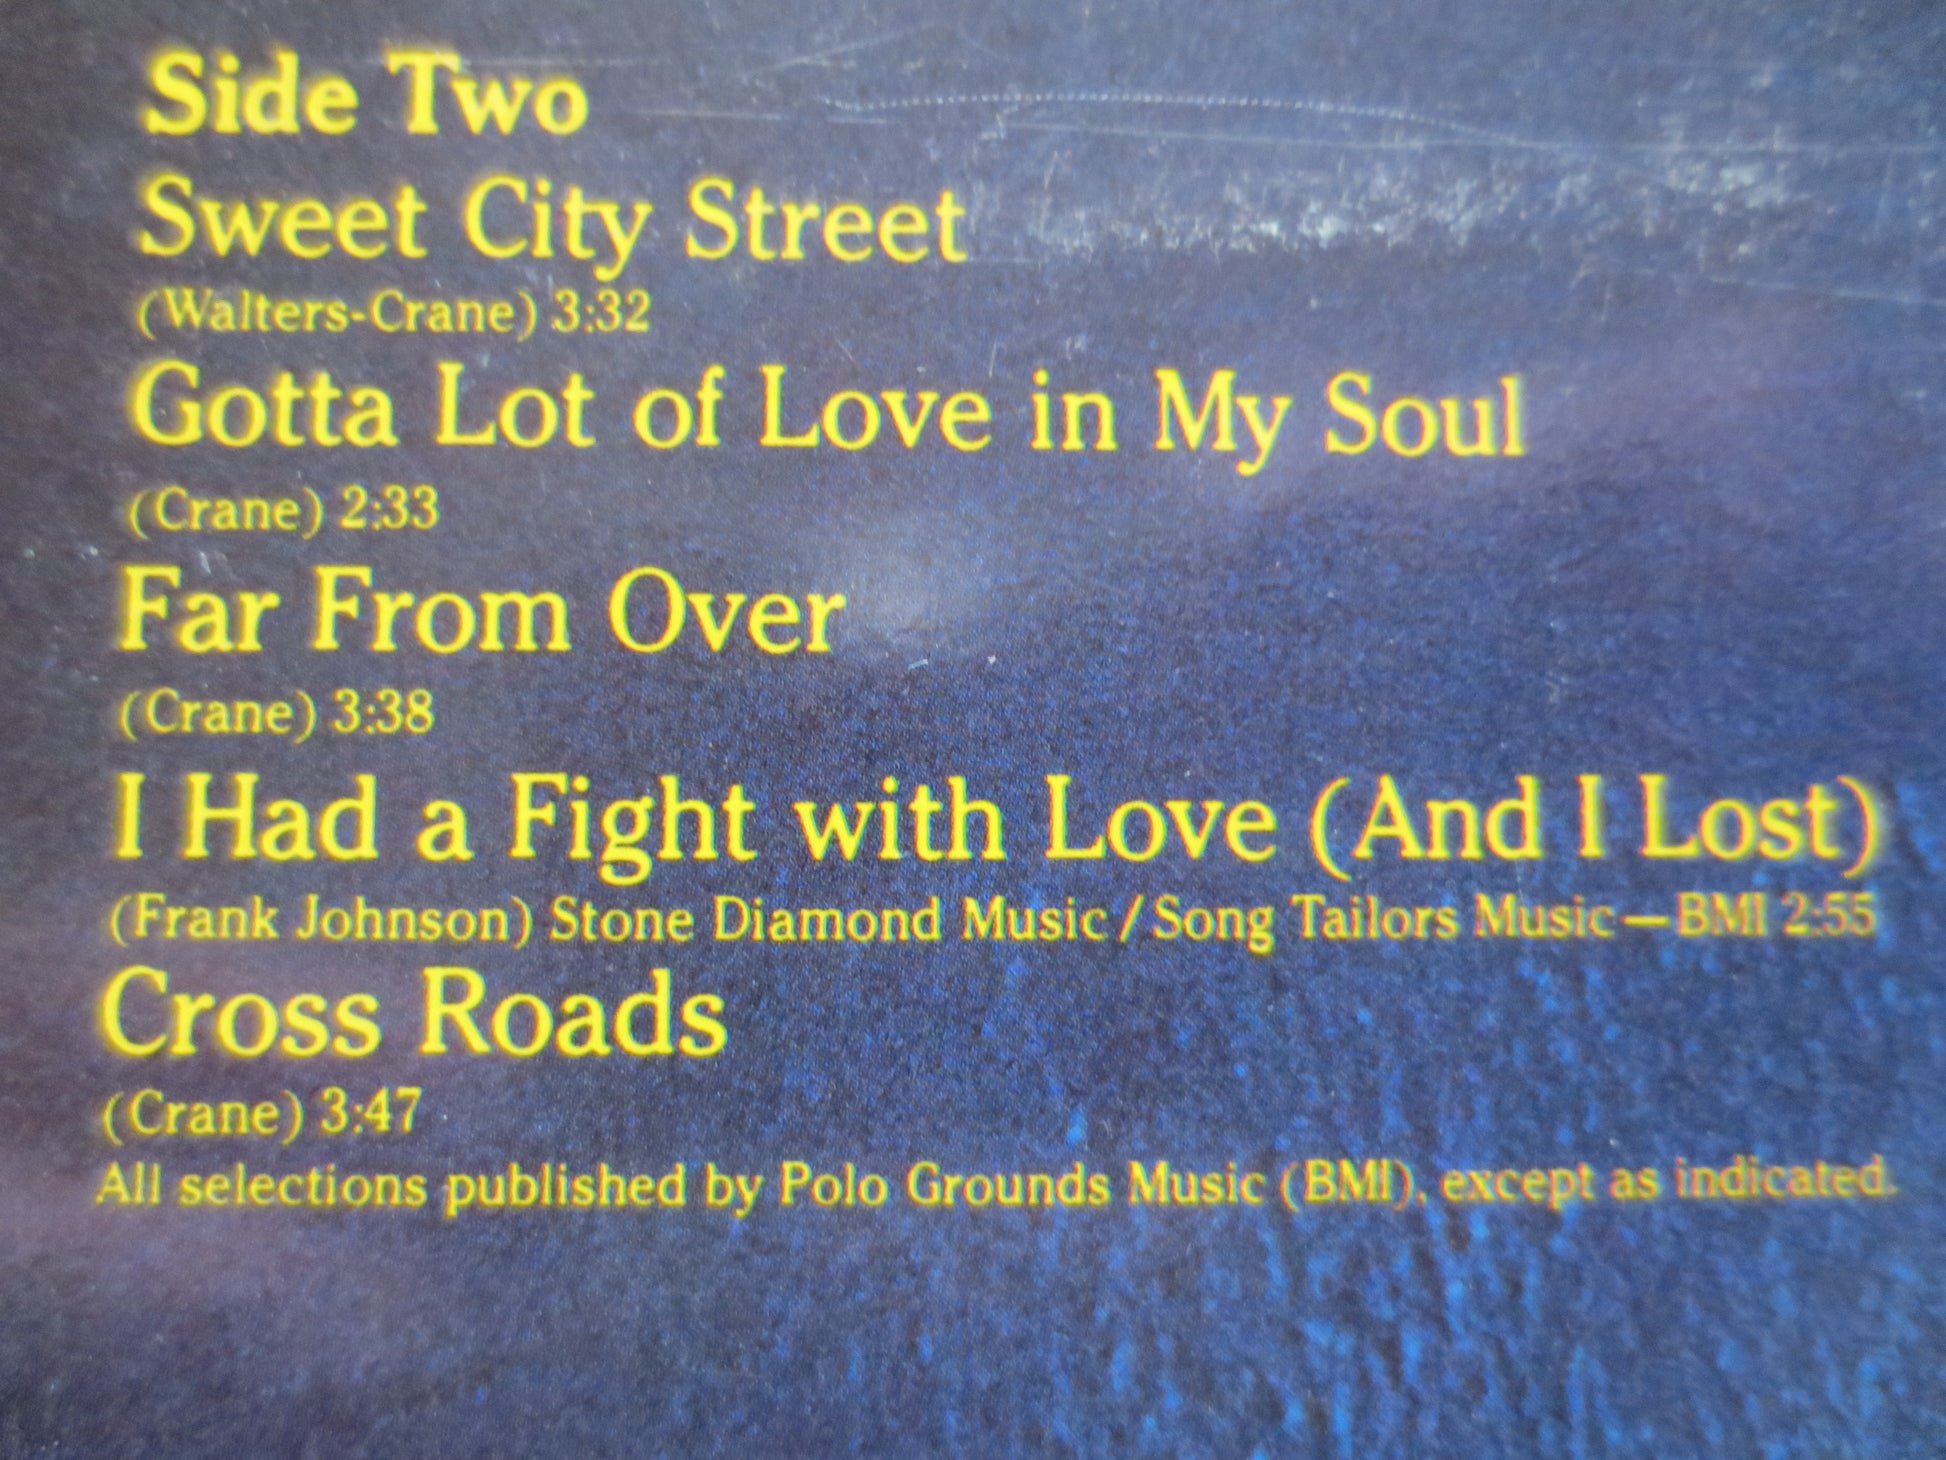 Side Two
Sweet City Street
(Walters-Crane) 3:32
Gotta Lot of Love in My Soul
(Crane) 2:33
Far From Over
(Crane) 3:38
I Had a Fight with Love (And I Lost)
(Frank Johnson) Stone Diamond Music/Song Tailors Music—BMI 2:55
Cross Roads
(Crane) 3:47
All selections published by Polo Grounds Music (BMI), except as indicated.